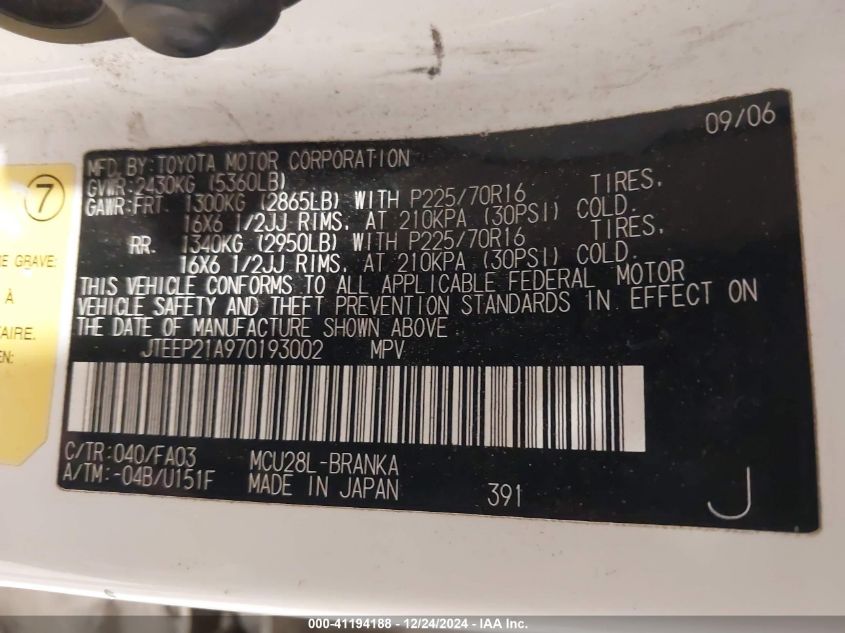 09/06
MFD. BY: TOYOTA MOTOR CORPORATION
GVWR: 2430KG (5360LB)
GAWR: FRT. 1300KG (2865LB) WITH P225/70R16 TIRES,
16X6 1/2JJ RIMS, AT 210KPA (30PSI) COLD.
RR. 1340KG (2950LB) WITH P225/70R16 TIRES,
16X6 1/2JJ RIMS, AT 210KPA (30PSI) COLD.
THIS VEHICLE CONFORMS TO ALL APPLICABLE FEDERAL MOTOR
VEHICLE SAFETY AND THEFT PREVENTION STANDARDS IN EFFECT ON
THE DATE OF MANUFACTURE SHOWN ABOVE.
JTEEP21A970193002 MPV
C/TR: 040/FA03 MCU28L-BRANKA
A/TM: -04B/U151F MADE IN JAPAN 391 J
7
E GRAVE:
À
AIRE.
EN:
000-41194188 - 12/24/2024 - IAA Inc.